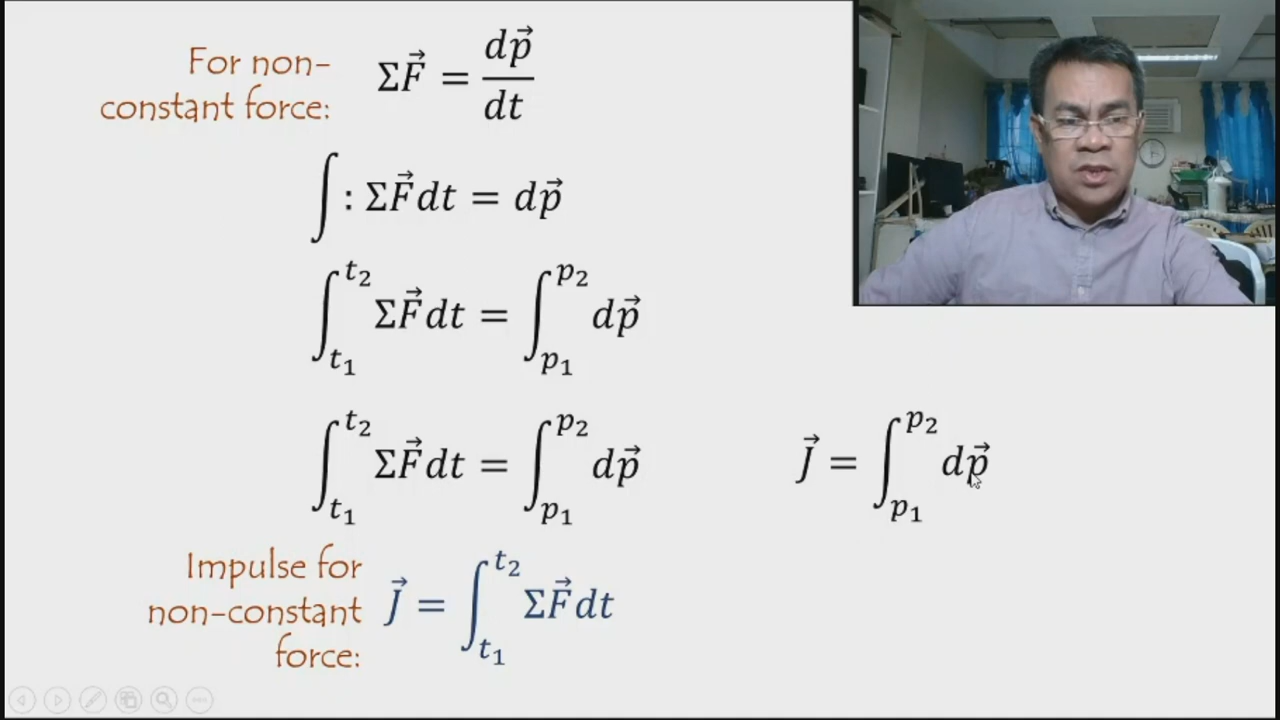 For non-
constant force:
Σ𝐹⃗ = 𝑑𝑝⃗/𝑑𝑡
∫ : Σ𝐹⃗𝑑𝑡 = 𝑑𝑝⃗
∫_{t₁}^{t₂} Σ𝐹⃗𝑑𝑡 = ∫_{p₁}^{p₂} 𝑑𝑝⃗
∫_{t₁}^{t₂} Σ𝐹⃗𝑑𝑡 = ∫_{p₁}^{p₂} 𝑑𝑝⃗
𝐽⃗ = ∫_{p₁}^{p₂} 𝑑𝑝⃗
Impulse for
non-constant
force:
𝐽⃗ = ∫_{t₁}^{t₂} Σ𝐹⃗𝑑𝑡